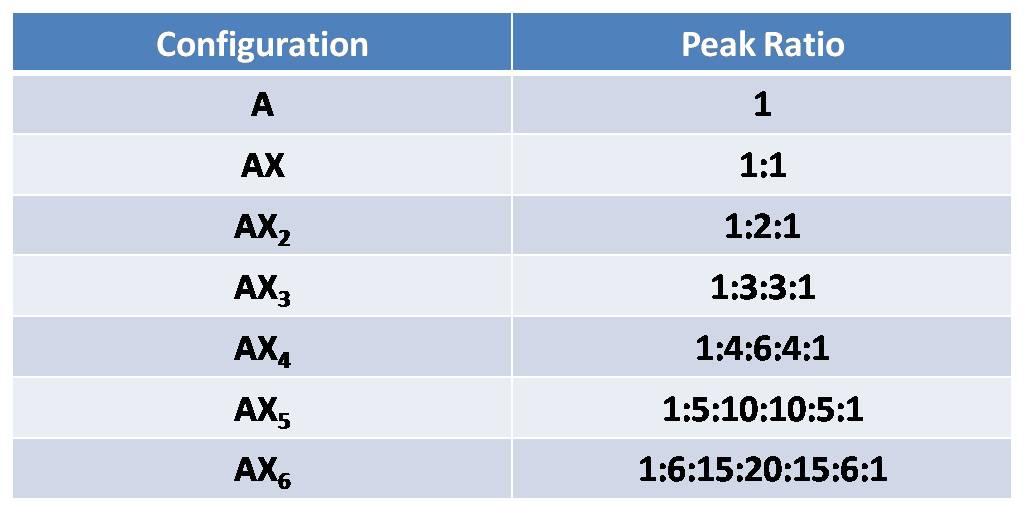 Configuration Peak Ratio
A 1
AX 1:1
AX₂ 1:2:1
AX₃ 1:3:3:1
AX₄ 1:4:6:4:1
AX₅ 1:5:10:10:5:1
AX₆ 1:6:15:20:15:6:1